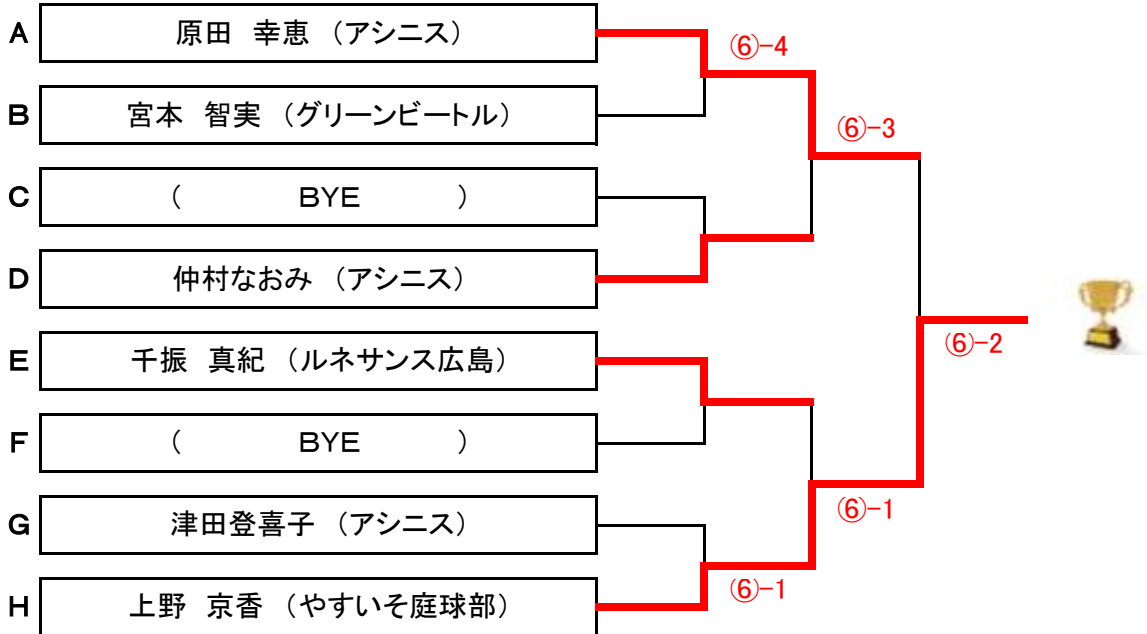 A 原田　幸恵　（アシニス）
⑥-4
B 宮本　智実　（グリーンビートル）
⑥-3
C （　　　　ＢＹＥ　　　　）
D 仲村なおみ　（アシニス）
E 千振　真紀　（ルネサンス広島）
⑥-2
F （　　　　ＢＹＥ　　　　）
G 津田登喜子　（アシニス）
⑥-1
H 上野　京香　（やすいそ庭球部）
⑥-1